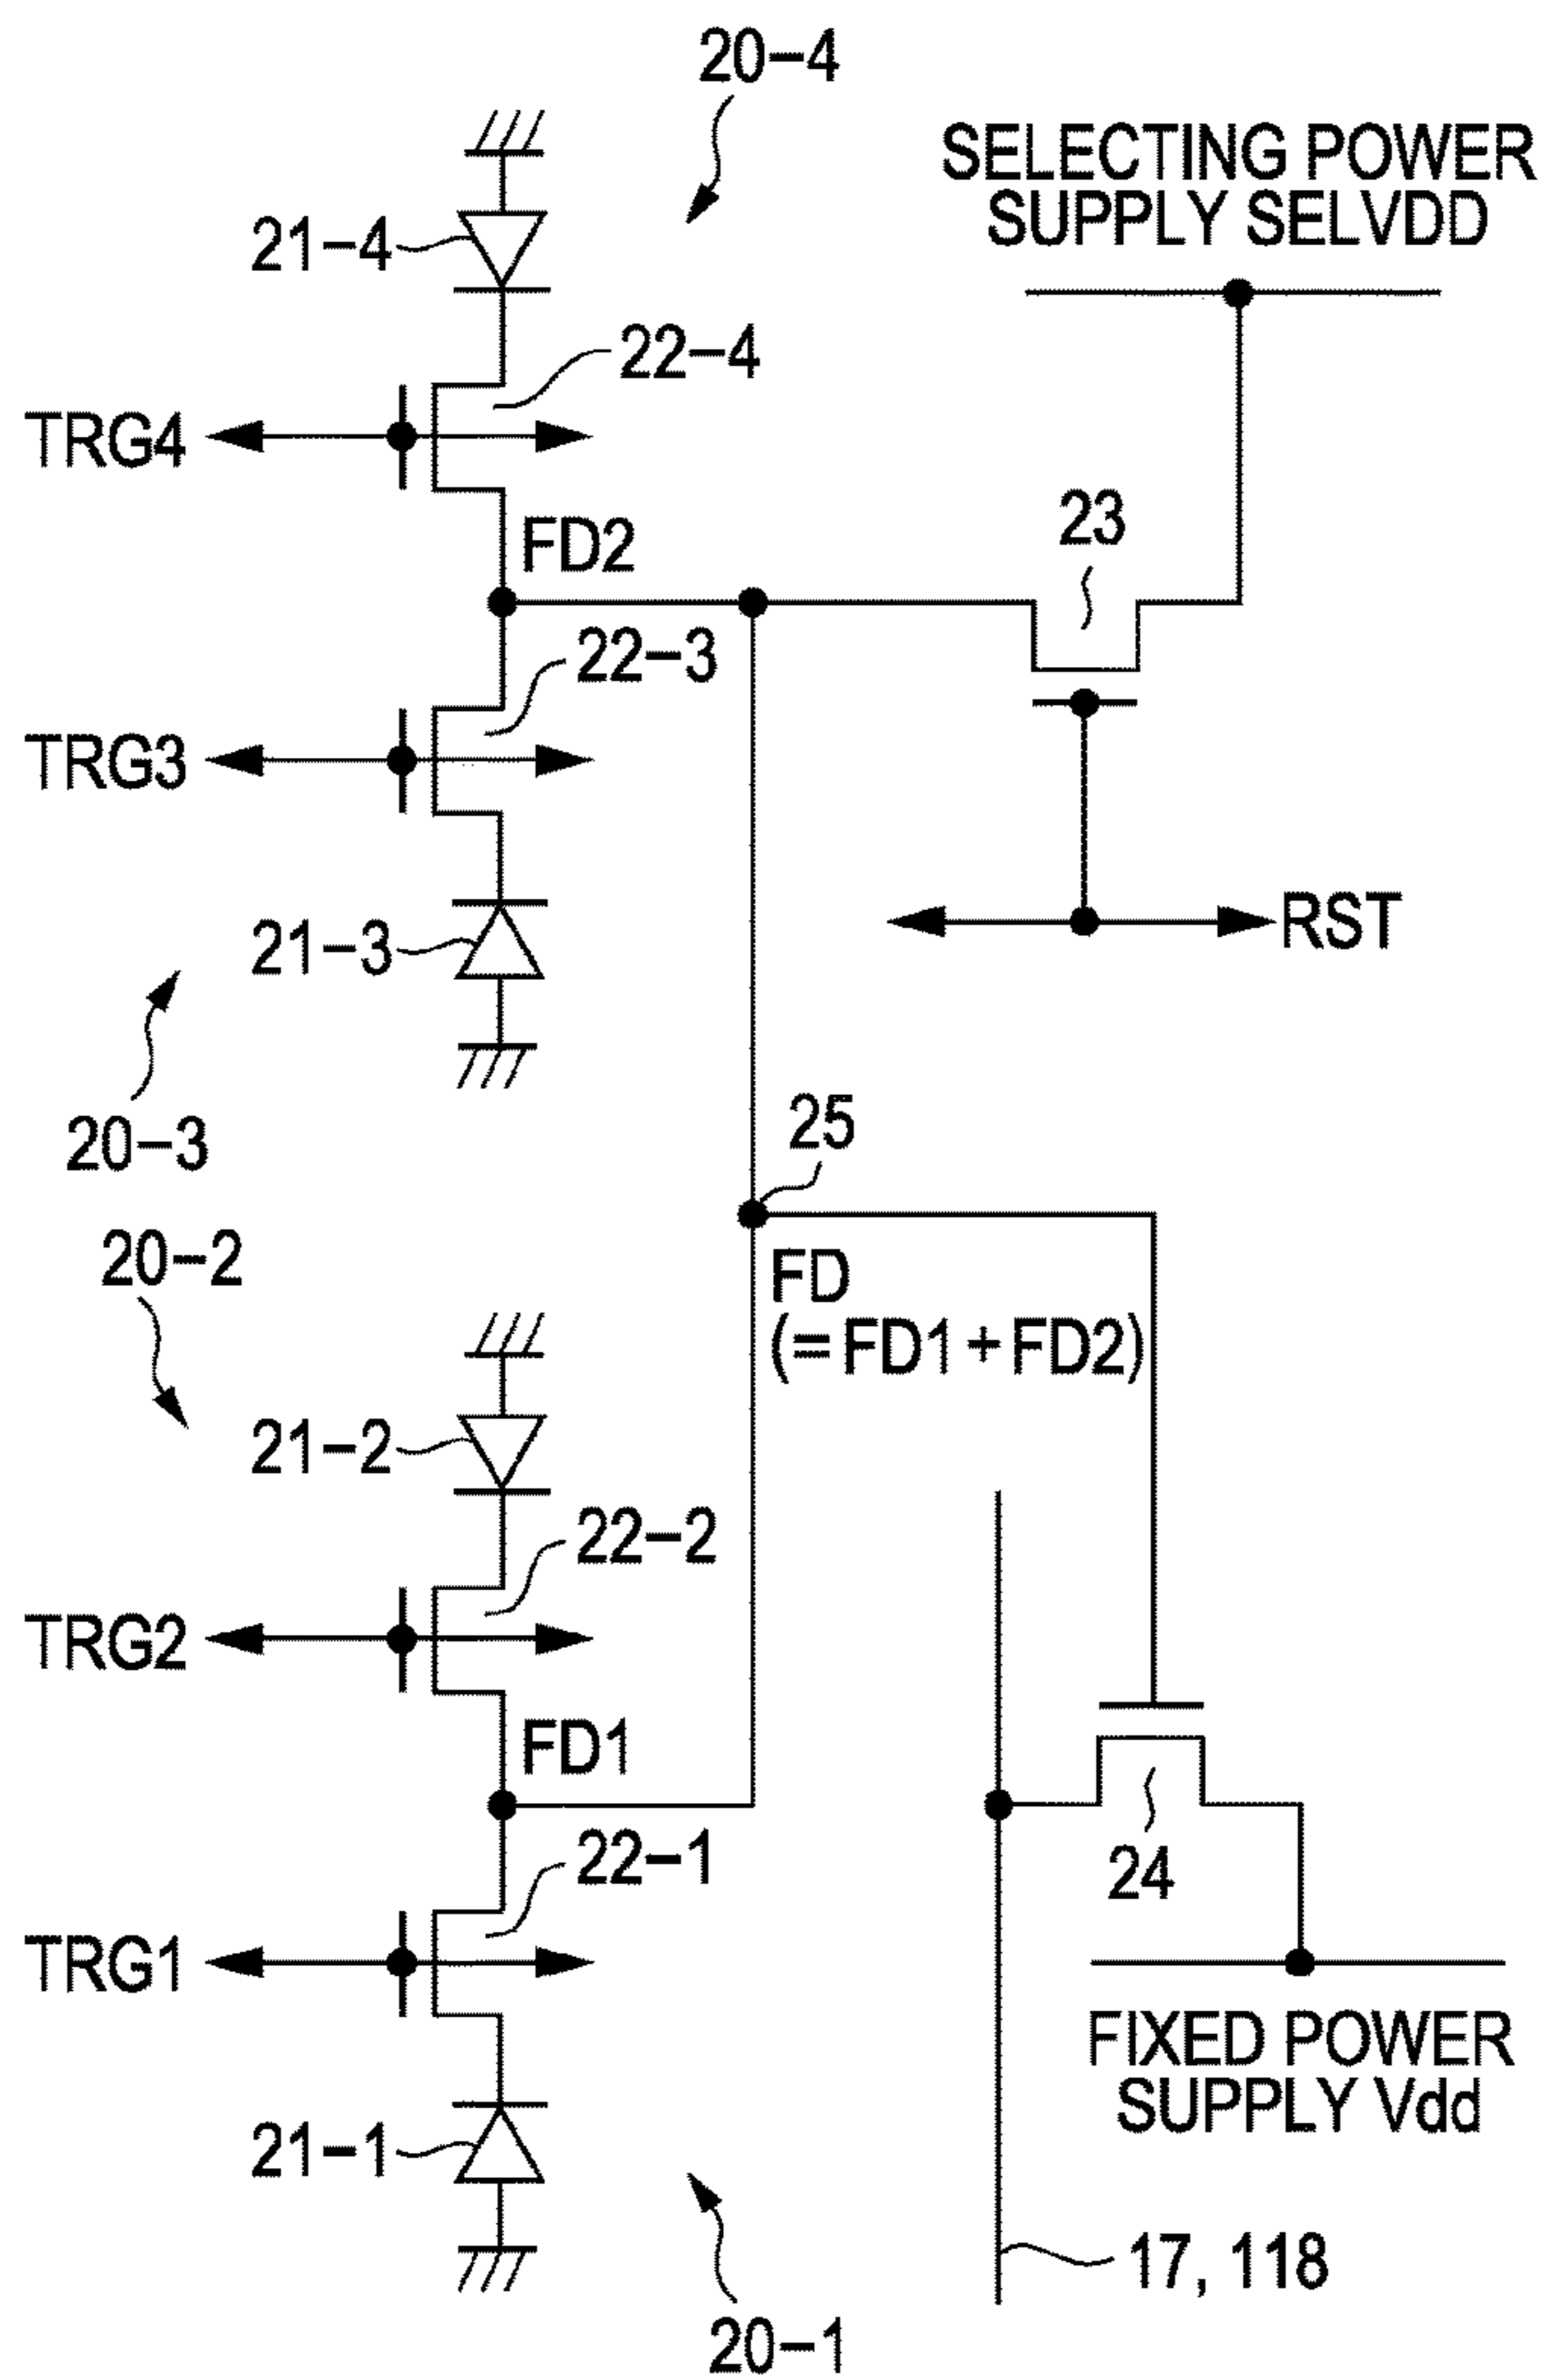 20-4
SELECTING POWER
SUPPLY SELVDD
21-4
22-4
TRG4
23
FD2
22-3
TRG3
RST
21-3
25
20-3
20-2
FD
(= FD1 + FD2)
21-2
22-2
TRG2
FD1
22-1
24
TRG1
FIXED POWER
SUPPLY Vdd
21-1
17, 118
20-1